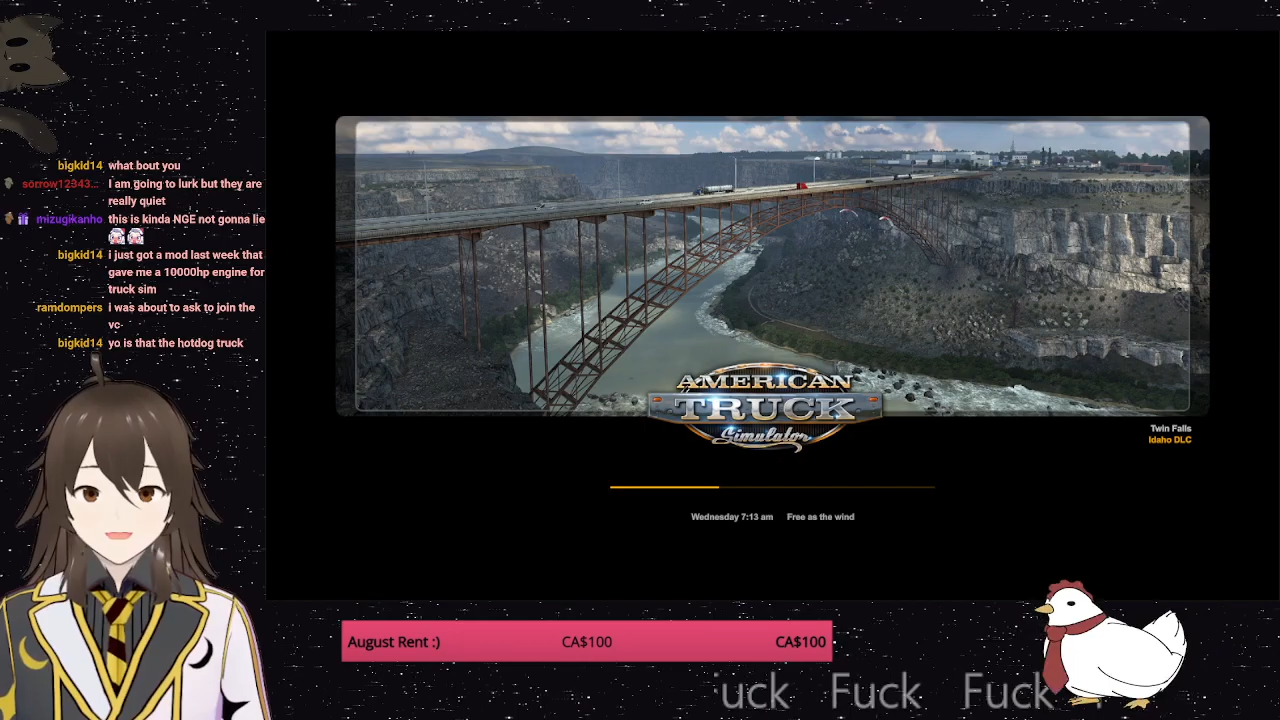 bigkid14 what bout you
sorrow12343... I am going to lurk but they are
really quiet
mizugikanho this is kinda NGE not gonna lie
bigkid14 i just got a mod last week that
gave me a 10000hp engine for
truck sim
ramdompers i was about to ask to join the
vc
bigkid14 yo is that the hotdog truck
AMERICAN
TRUCK
Simulator
Twin Falls
Idaho DLC
Wednesday 7:13 am Free as the wind
August Rent :) CA$100 CA$100
uck Fuck Fuck